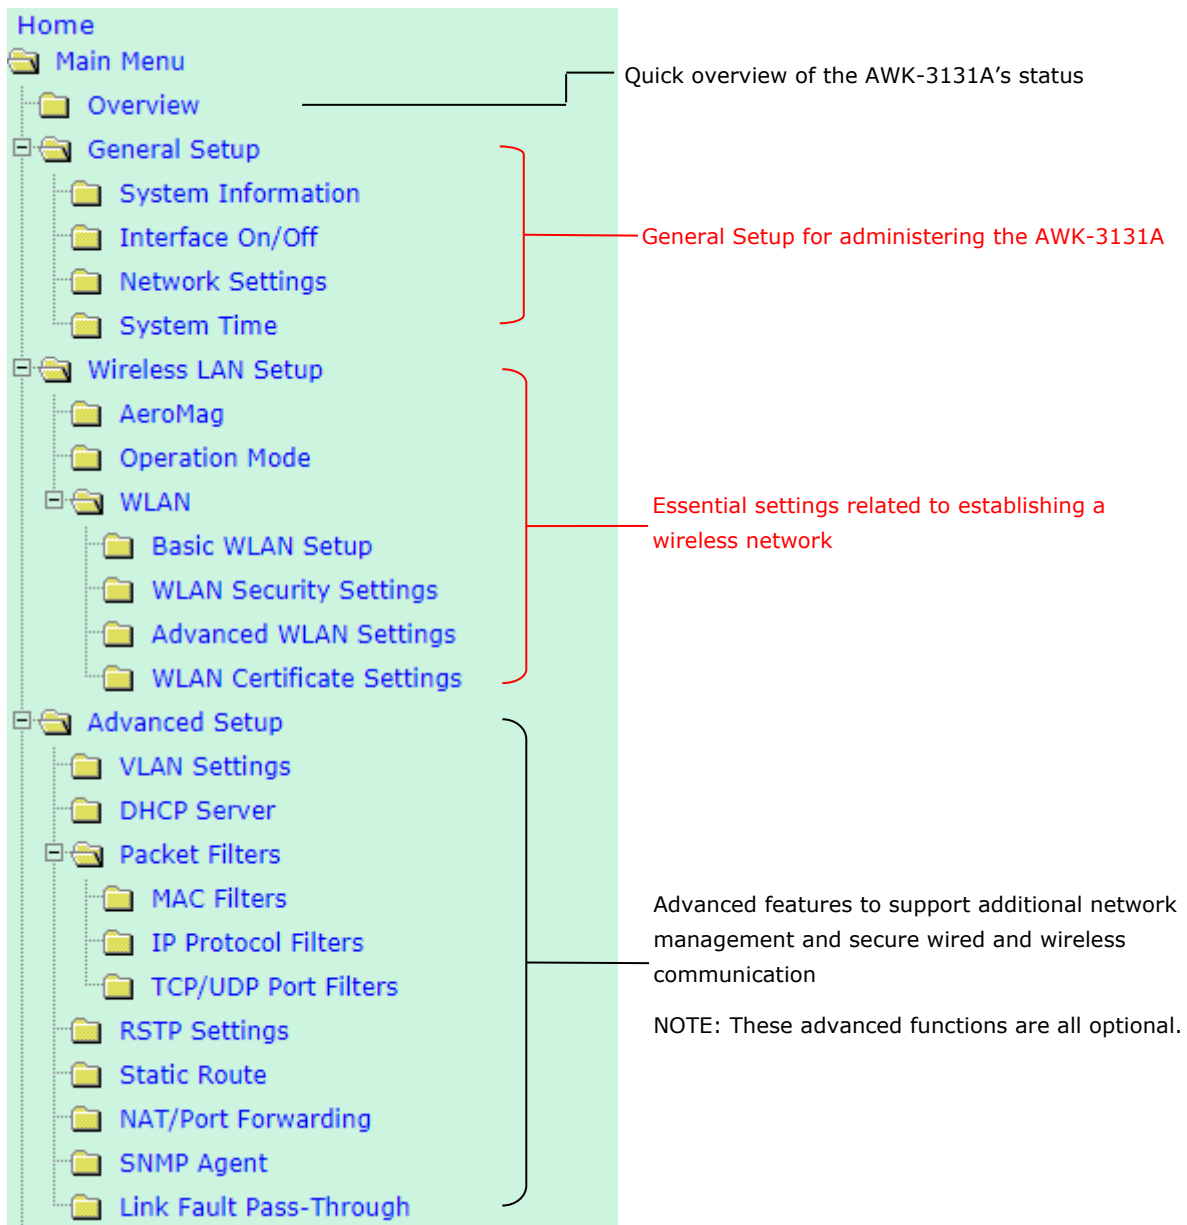 Home
Main Menu
Overview
Quick overview of the AWK-3131A’s status
General Setup
System Information
Interface On/Off
Network Settings
System Time
General Setup for administering the AWK-3131A
Wireless LAN Setup
AeroMag
Operation Mode
WLAN
Basic WLAN Setup
WLAN Security Settings
Advanced WLAN Settings
WLAN Certificate Settings
Essential settings related to establishing a
wireless network
Advanced Setup
VLAN Settings
DHCP Server
Packet Filters
MAC Filters
IP Protocol Filters
TCP/UDP Port Filters
RSTP Settings
Static Route
NAT/Port Forwarding
SNMP Agent
Link Fault Pass-Through
Advanced features to support additional network
management and secure wired and wireless
communication
NOTE: These advanced functions are all optional.